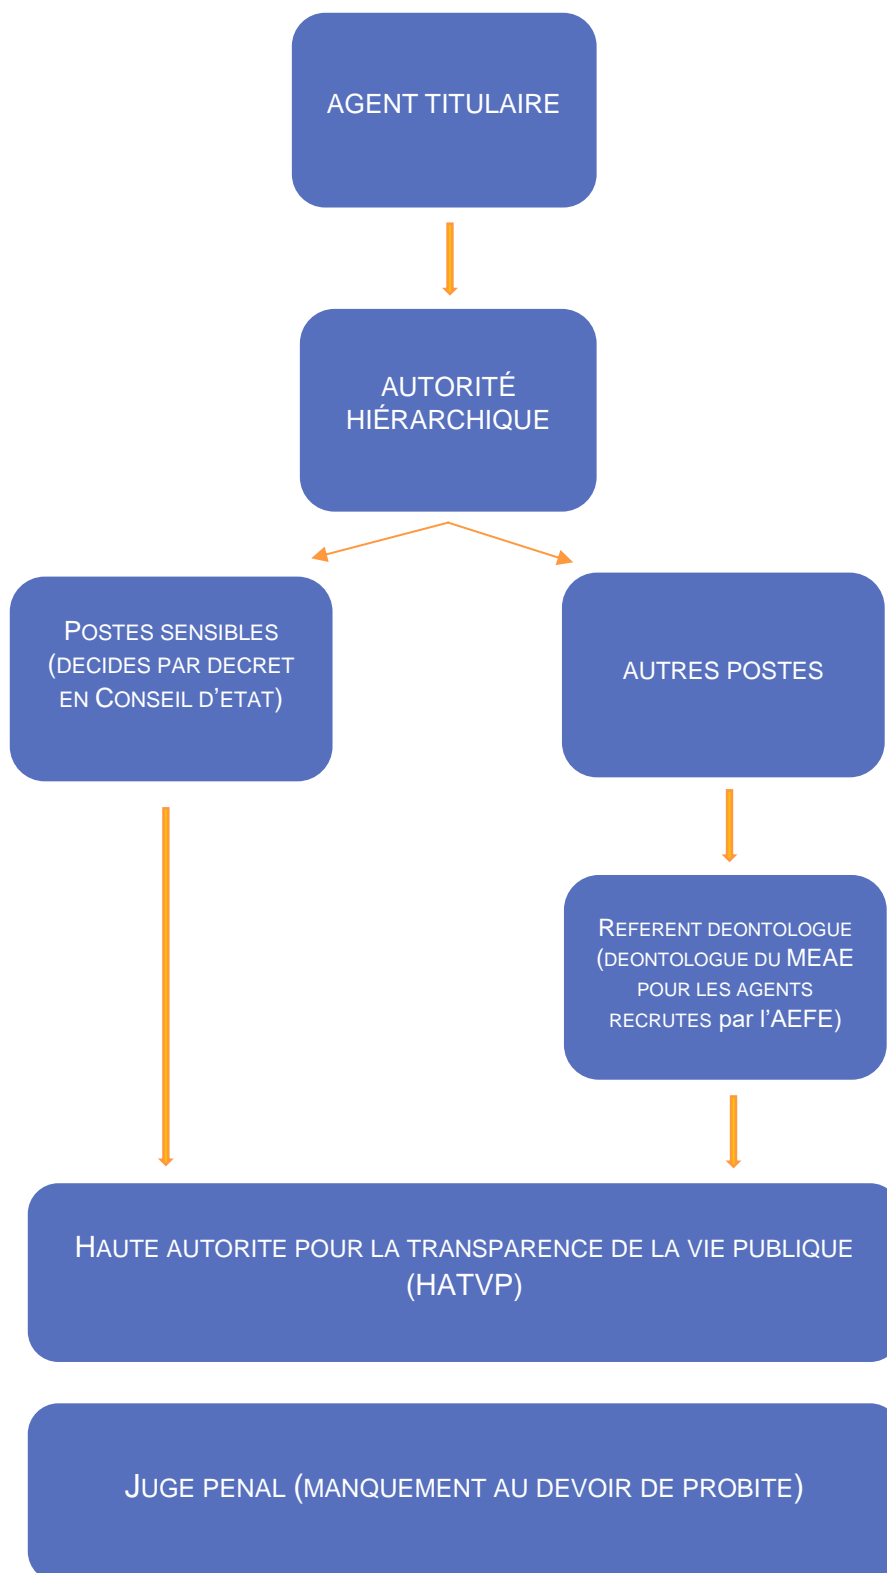 AGENT TITULAIRE
AUTORITÉ
HIÉRARCHIQUE
POSTES SENSIBLES
(DECIDES PAR DECRET
EN CONSEIL D’ETAT)
AUTRES POSTES
REFERENT DEONTOLOGUE
(DEONTOLOGUE DU MEAE
POUR LES AGENTS
RECRUTES par l’AEFE)
HAUTE AUTORITE POUR LA TRANSPARENCE DE LA VIE PUBLIQUE
(HATVP)
JUGE PENAL (MANQUEMENT AU DEVOIR DE PROBITE)